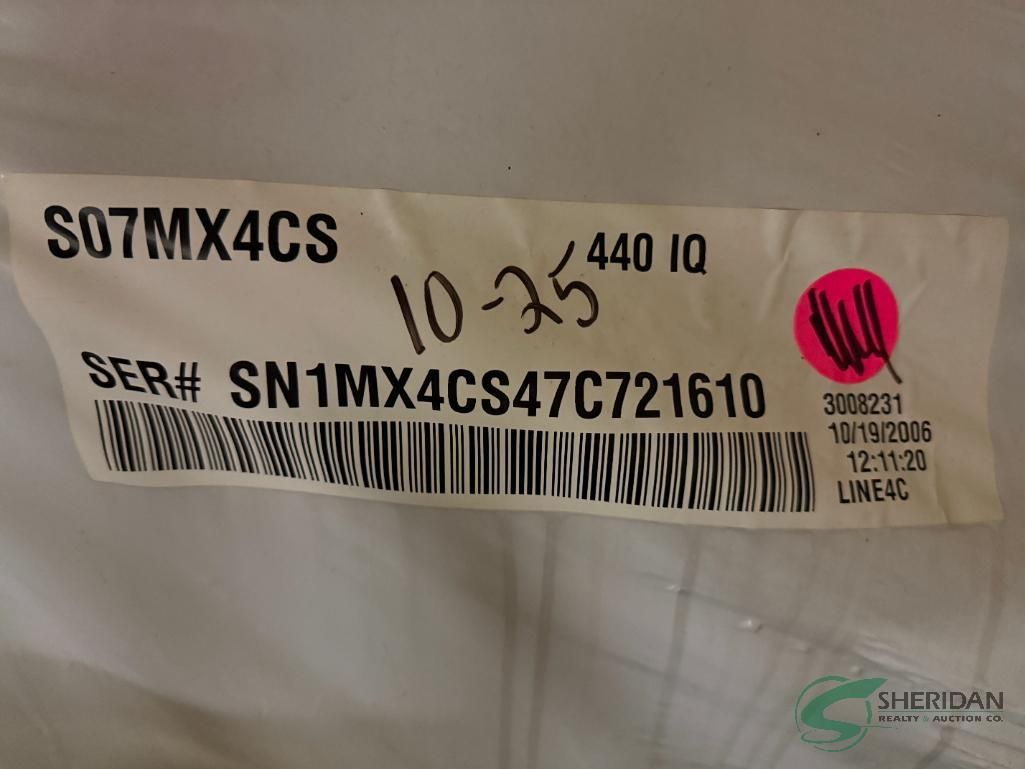 S07MX4CS
440 IQ
10-25
SER# SN1MX4CS47C721610
3008231
10/19/2006
12:11:20
LINE4C
SHERIDAN
REALTY & AUCTION CO.